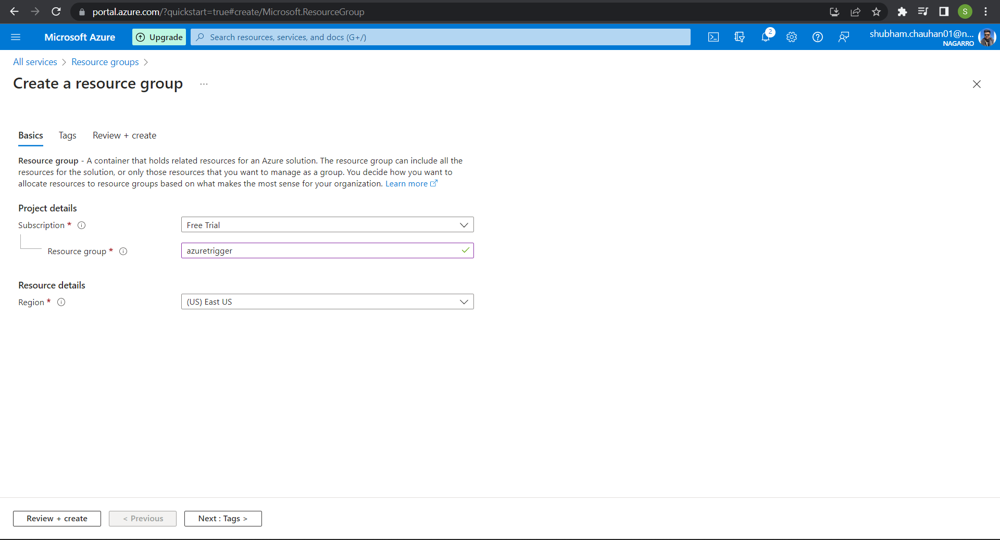 portal.azure.com/?quickstart=true#create/Microsoft.ResourceGroup
S
Microsoft Azure
Upgrade
Search resources, services, and docs (G+/)
2
shubham.chauhan01@n...
NAGARRO
All services > Resource groups >
Create a resource group ...
Basics Tags Review + create
Resource group - A container that holds related resources for an Azure solution. The resource group can include all the
resources for the solution, or only those resources that you want to manage as a group. You decide how you want to
allocate resources to resource groups based on what makes the most sense for your organization. Learn more
Project details
Subscription * Free Trial
Resource group * azuretrigger
Resource details
Region * (US) East US
Review + create < Previous Next : Tags >